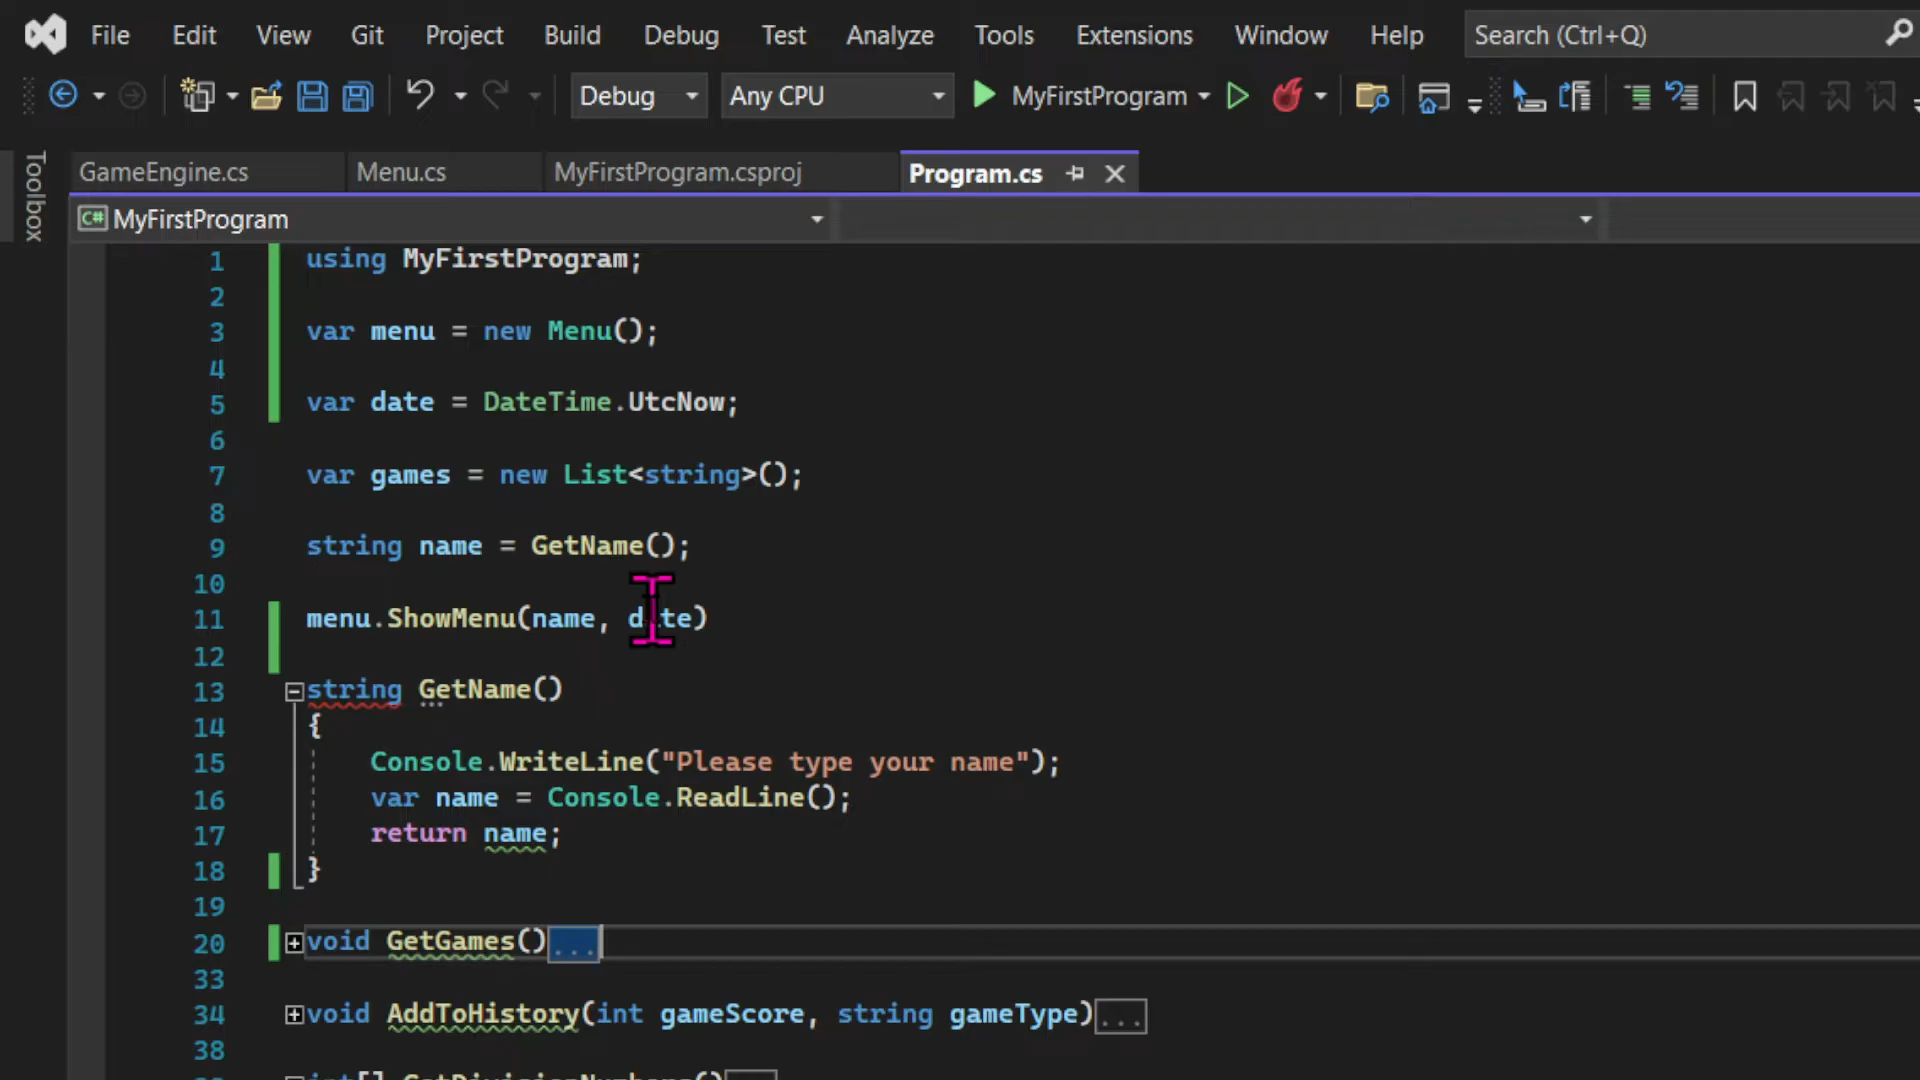 File Edit View Git Project Build Debug Test Analyze Tools Extensions Window Help Search (Ctrl+Q)
Debug Any CPU MyFirstProgram
Toolbox
GameEngine.cs Menu.cs MyFirstProgram.csproj Program.cs
C# MyFirstProgram
1 using MyFirstProgram;
2
3 var menu = new Menu();
4
5 var date = DateTime.UtcNow;
6
7 var games = new List<string>();
8
9 string name = GetName();
10
11 menu.ShowMenu(name, date)
12
13 string GetName()
14 {
15 Console.WriteLine("Please type your name");
16 var name = Console.ReadLine();
17 return name;
18 }
19
20 void GetGames()...
33
34 void AddToHistory(int gameScore, string gameType)...
38